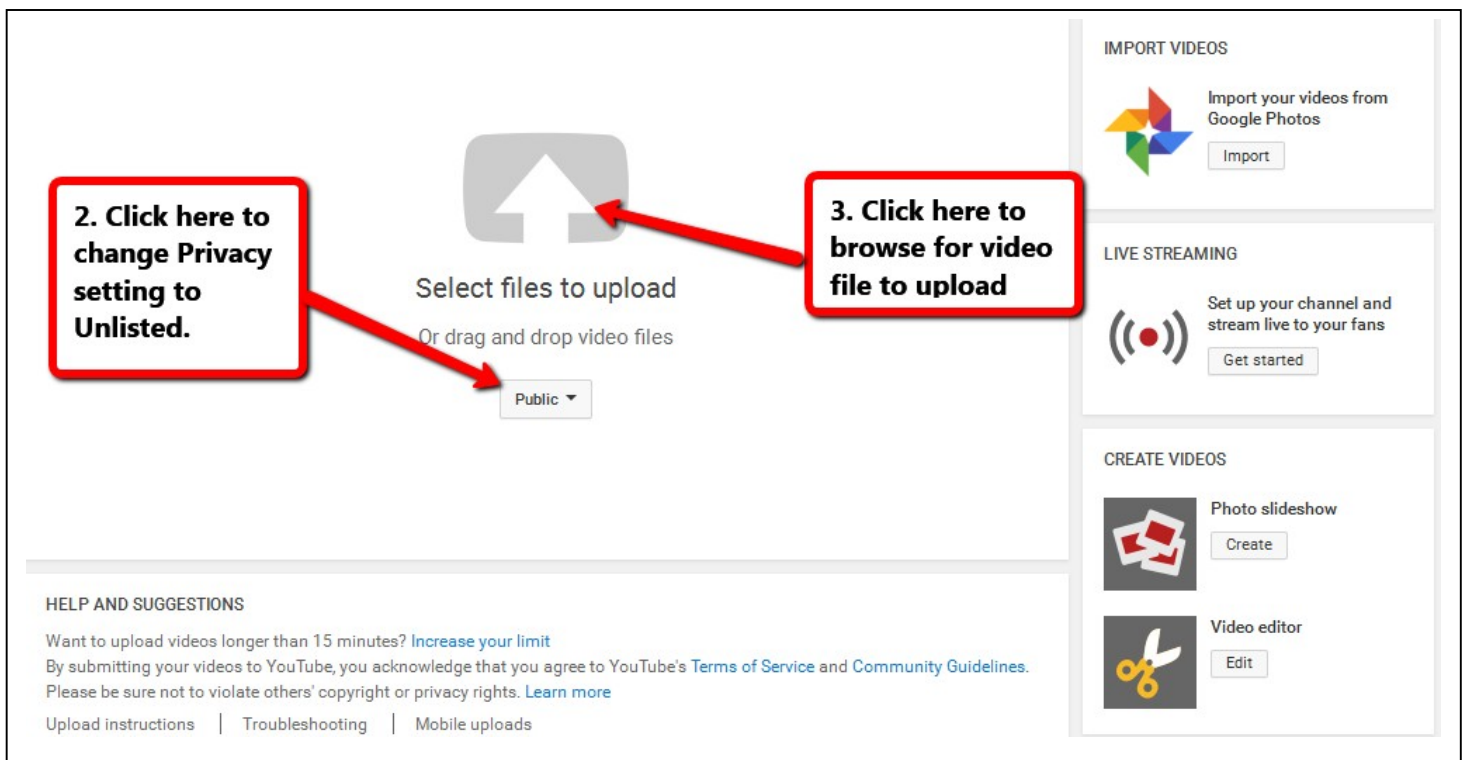 2. Click here to
change Privacy
setting to
Unlisted.
Select files to upload
Or drag and drop video files
Public
3. Click here to
browse for video
file to upload
IMPORT VIDEOS
Import your videos from
Google Photos
Import
LIVE STREAMING
Set up your channel and
stream live to your fans
Get started
CREATE VIDEOS
Photo slideshow
Create
Video editor
Edit
HELP AND SUGGESTIONS
Want to upload videos longer than 15 minutes? Increase your limit
By submitting your videos to YouTube, you acknowledge that you agree to YouTube's Terms of Service and Community Guidelines.
Please be sure not to violate others' copyright or privacy rights. Learn more
Upload instructions | Troubleshooting | Mobile uploads